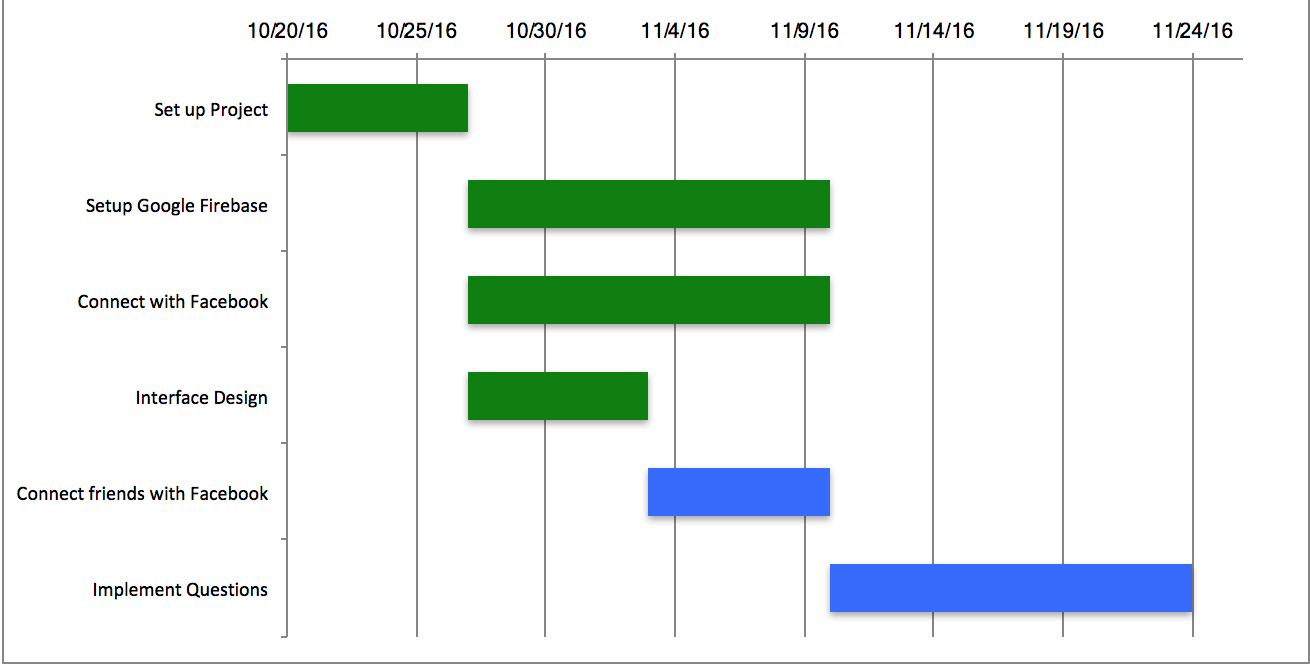 10/20/16 10/25/16 10/30/16 11/4/16 11/9/16 11/14/16 11/19/16 11/24/16
Set up Project
Setup Google Firebase
Connect with Facebook
Interface Design
Connect friends with Facebook
Implement Questions